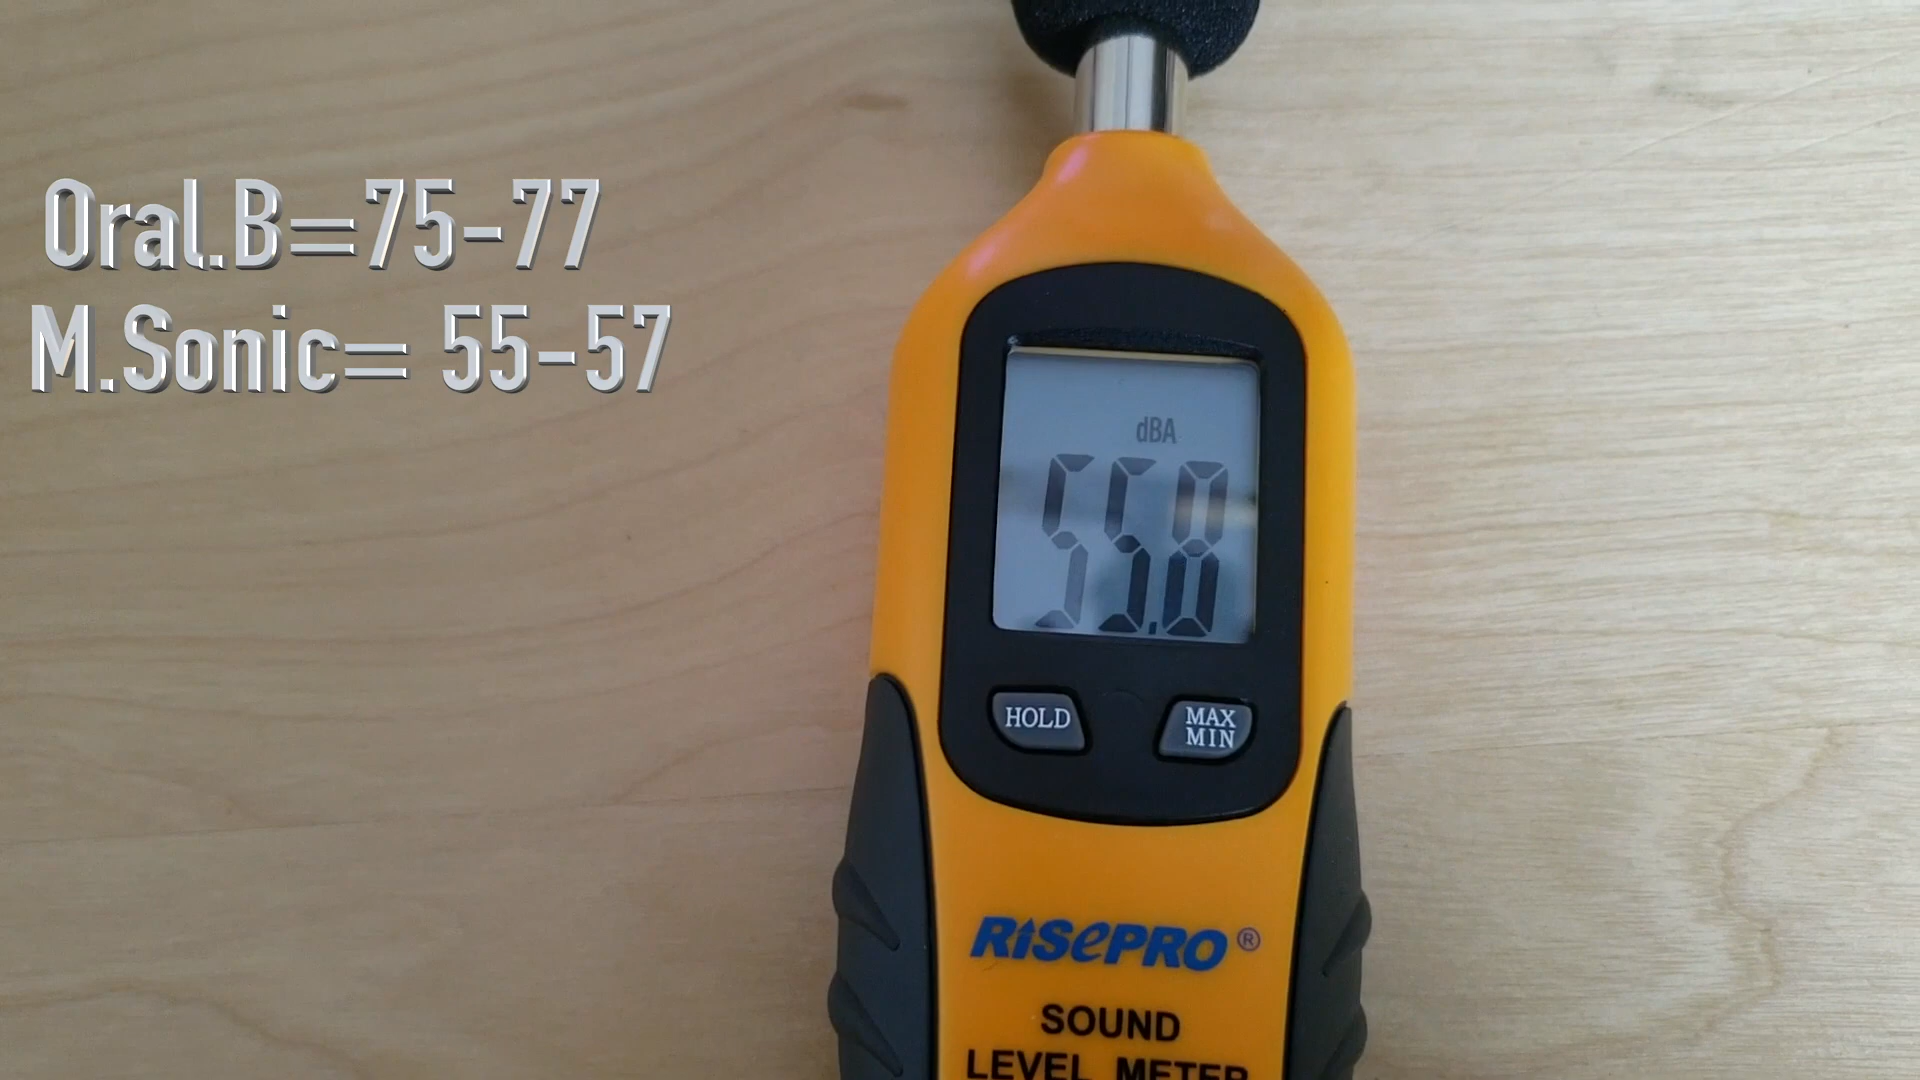 Oral.B=75-77
M.Sonic= 55-57
dBA
55.8
HOLD
MAX
MIN
RISEPRO®
SOUND
LEVEL METER